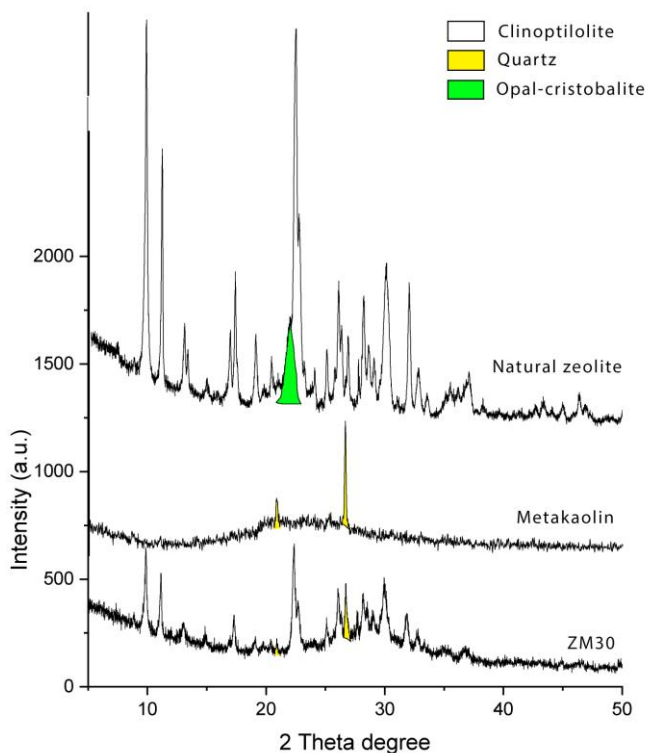 Clinoptilolite
Quartz
Opal-cristobalite
2000
1500
1000
500
0
Intensity (a.u.)
Natural zeolite
Metakaolin
ZM30
10
20
30
40
50
2 Theta degree